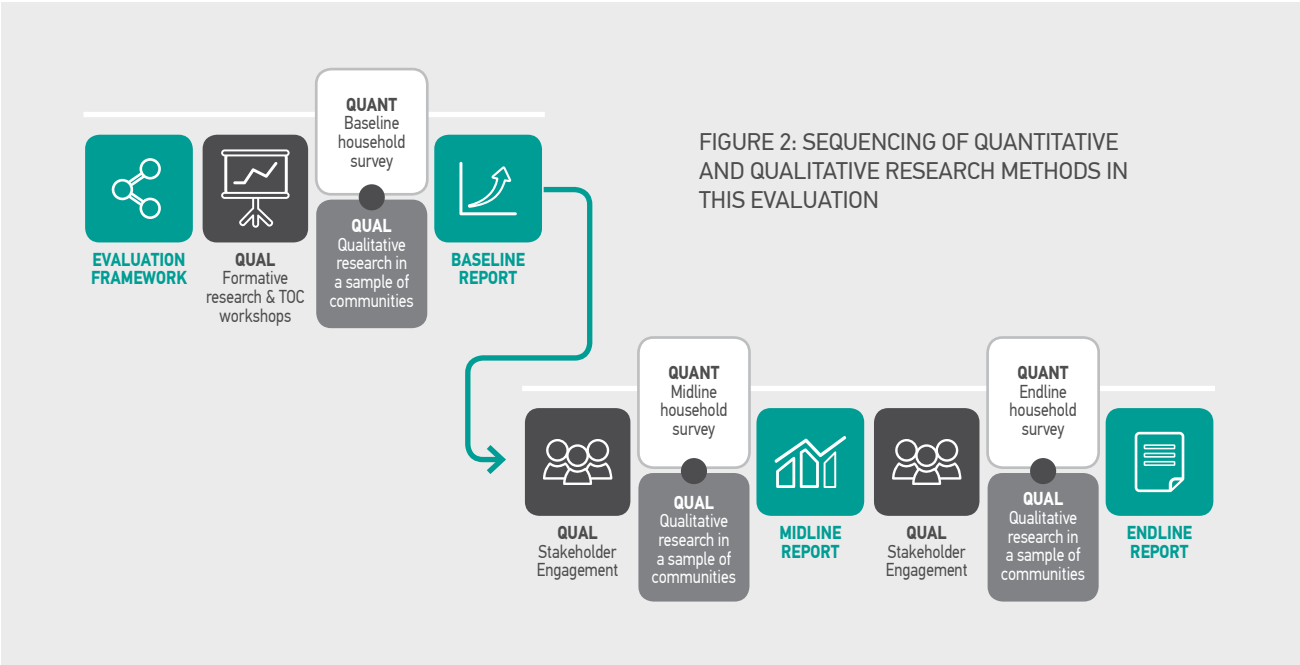 FIGURE 2: SEQUENCING OF QUANTITATIVE
AND QUALITATIVE RESEARCH METHODS IN
THIS EVALUATION
EVALUATION
FRAMEWORK
QUAL
Formative
research & TOC
workshops
QUANT
Baseline
household
survey
QUAL
Qualitative
research in
a sample of
communities
BASELINE
REPORT
QUAL
Stakeholder
Engagement
QUANT
Midline
household
survey
QUAL
Qualitative
research in
a sample of
communities
MIDLINE
REPORT
QUAL
Stakeholder
Engagement
QUANT
Endline
household
survey
QUAL
Qualitative
research in
a sample of
communities
ENDLINE
REPORT